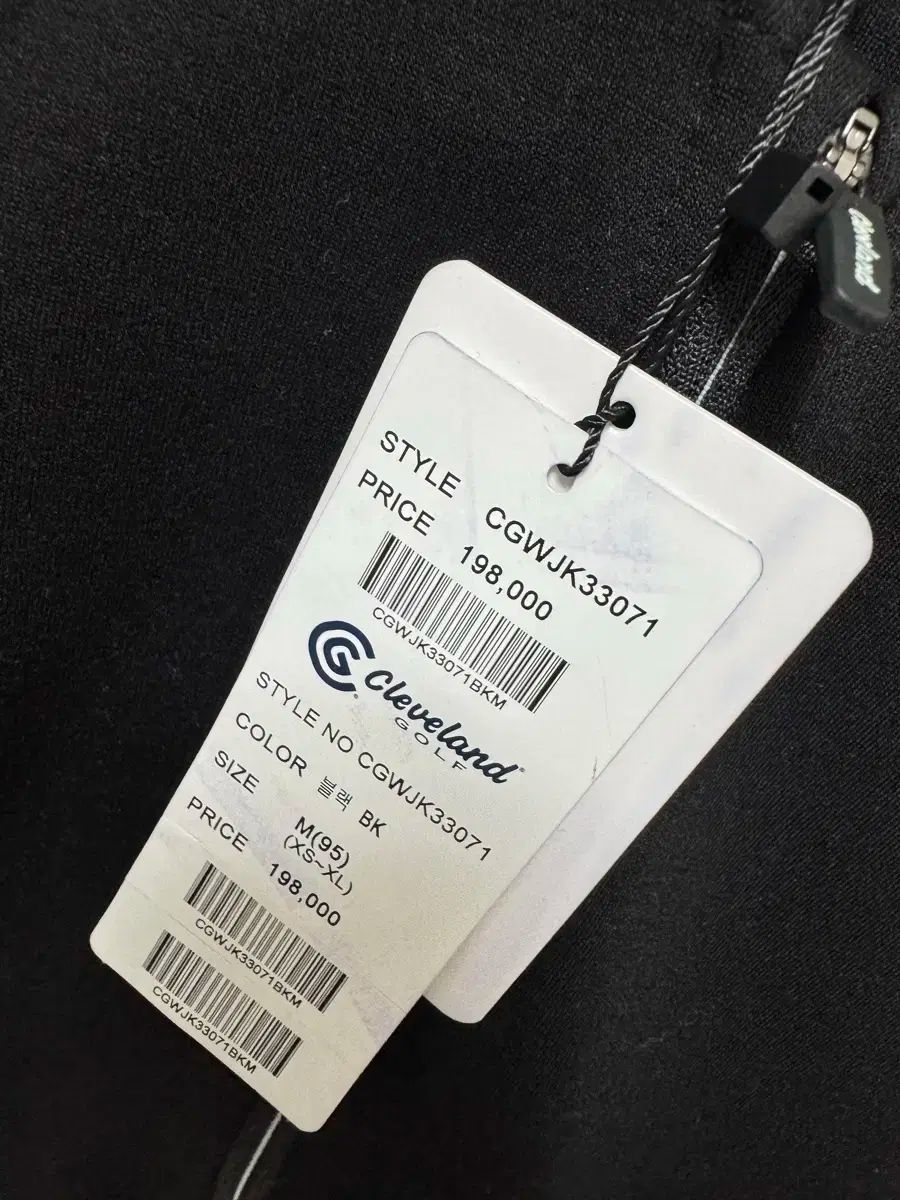 Cleveland
STYLE CGWJK33071
PRICE 198,000
CGWJK33071BKM
G Cleveland
GOLF
STYLE NO CGWJK33071
COLOR 블랙 BK
SIZE M(95)
(XS~XL)
PRICE 198,000
CGWJK33071BKM
CGWJK33071BKM